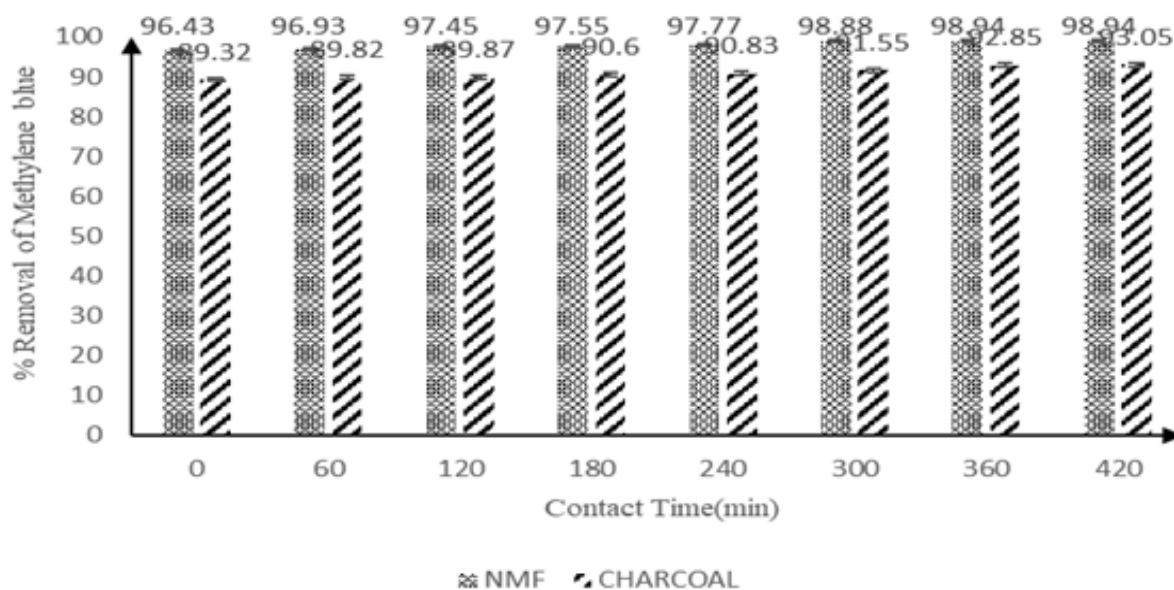 96.43 96.93 97.45 97.55 97.77 98.88 98.94 98.94
89.32 89.82 89.87 90.6 90.83 91.55 92.85 93.05
100
90
80
70
60
50
40
30
20
10
0
% Removal of Methylene blue
0 60 120 180 240 300 360 420
Contact Time(min)
NMF CHARCOAL